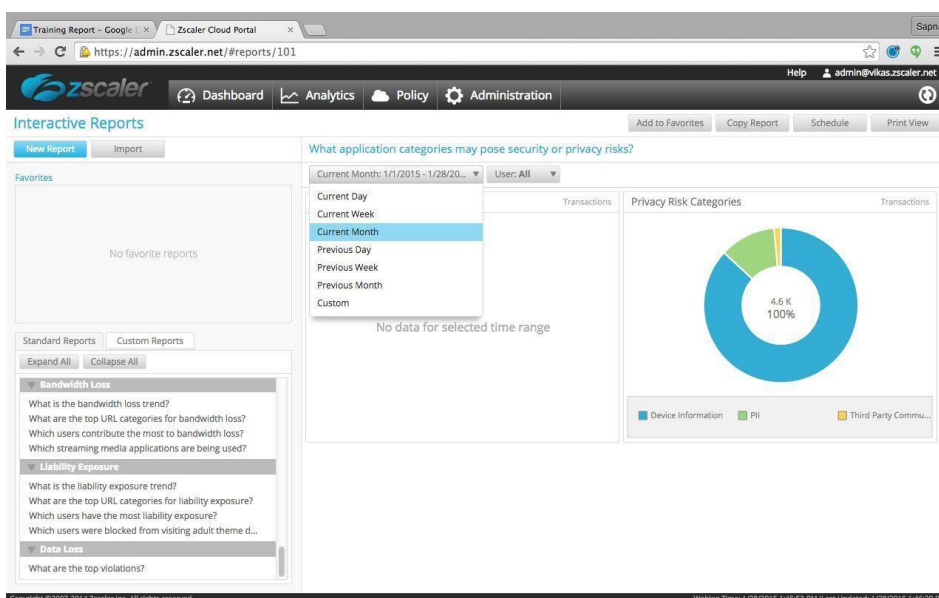 Training Report - Google
Zscaler Cloud Portal
Sapn
https://admin.zscaler.net/#reports/101
Help admin@vikas.zscaler.net
zscaler
Dashboard Analytics Policy Administration
Interactive Reports
Add to Favorites Copy Report Schedule Print View
New Report Import
What application categories may pose security or privacy risks?
Favorites
Current Month: 1/1/2015 - 1/28/20... User: All
No favorite reports
Current Day
Current Week
Current Month
Previous Day
Previous Week
Previous Month
Custom
Transactions
No data for selected time range
Privacy Risk Categories Transactions
4.6 K
100%
Device Information PII Third Party Commu...
Standard Reports Custom Reports
Expand All Collapse All
Bandwidth Loss
What is the bandwidth loss trend?
What are the top URL categories for bandwidth loss?
Which users contribute the most to bandwidth loss?
Which streaming media applications are being used?
Liability Exposure
What is the liability exposure trend?
What are the top URL categories for liability exposure?
Which users have the most liability exposure?
Which users were blocked from visiting adult theme d...
Data Loss
What are the top violations?